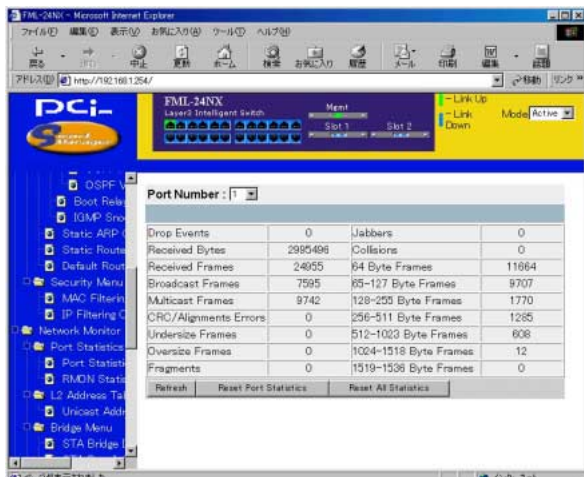 FML-24NX - Microsoft Internet Explorer
ファイル(F) 編集(E) 表示(V) お気に入り(A) ツール(T) ヘルプ(H)
戻る 中止 更新 ホーム 検索 お気に入り 履歴 メール 印刷 編集
アドレス(D) http://192.168.1.254/ 移動 リンク
PCi
FML-24NX
Layer3 Intelligent Switch
Mgmt
Slot 1 Slot 2
- Link Up
- Link Down
Mode Active
OSPF V
Boot Relay
IGMP Snoo
Static ARP
Static Route
Default Rout
Security Menu
MAC Filterin
IP Filtering C
Network Monitor
Port Statistics
Port Statisti
RMON Statis
L2 Address Tal
Unicast Addr
Bridge Menu
STA Bridge
Port Number : 1
Drop Events 0 Jabbers 0
Received Bytes 2995496 Collisions 0
Received Frames 24955 64 Byte Frames 11664
Broadcast Frames 7595 65-127 Byte Frames 9707
Multicast Frames 9742 128-255 Byte Frames 1770
CRC/Alignments Errors 0 256-511 Byte Frames 1285
Undersize Frames 0 512-1023 Byte Frames 608
Oversize Frames 0 1024-1518 Byte Frames 12
Fragments 0 1519-1536 Byte Frames 0
Refresh Reset Port Statistics Reset All Statistics